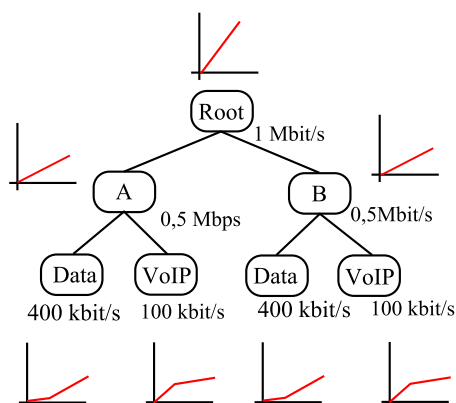 Root
1 Mbit/s
A
B
0,5 Mbps
0,5Mbit/s
Data
VoIP
Data
VoIP
400 kbit/s
100 kbit/s
400 kbit/s
100 kbit/s